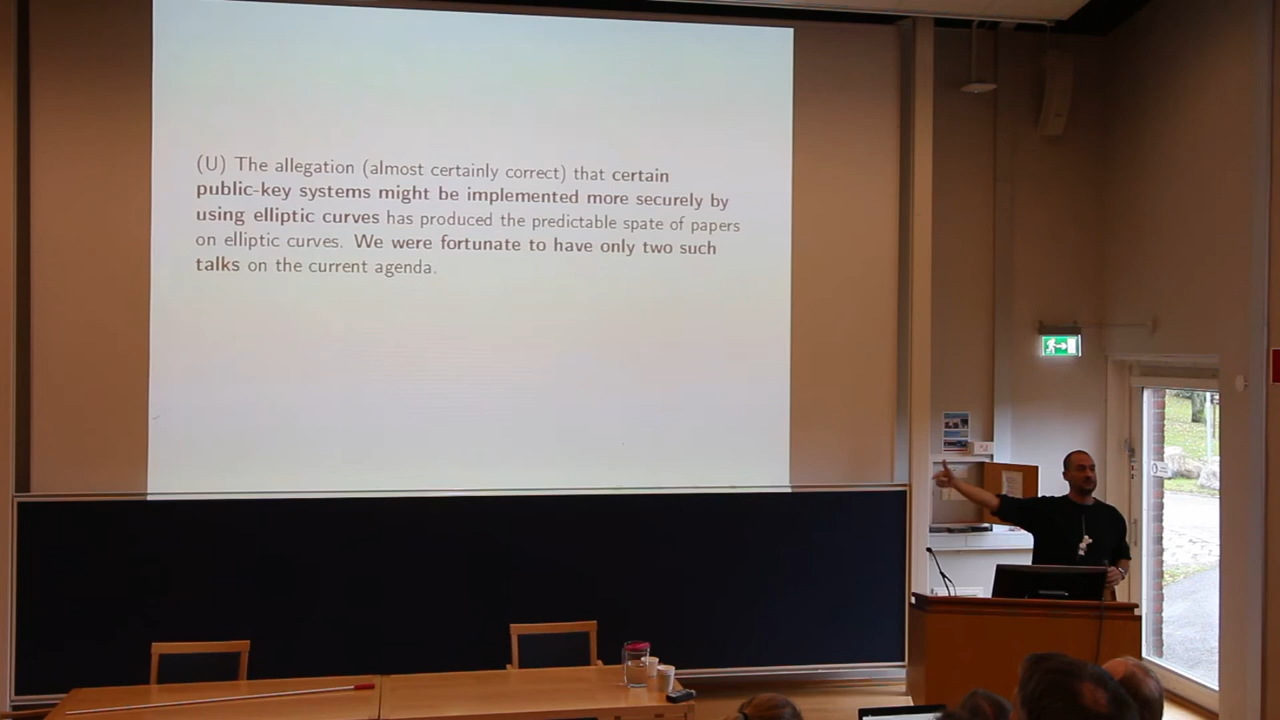 (U) The allegation (almost certainly correct) that certain
public-key systems might be implemented more securely by
using elliptic curves has produced the predictable spate of papers
on elliptic curves. We were fortunate to have only two such
talks on the current agenda.